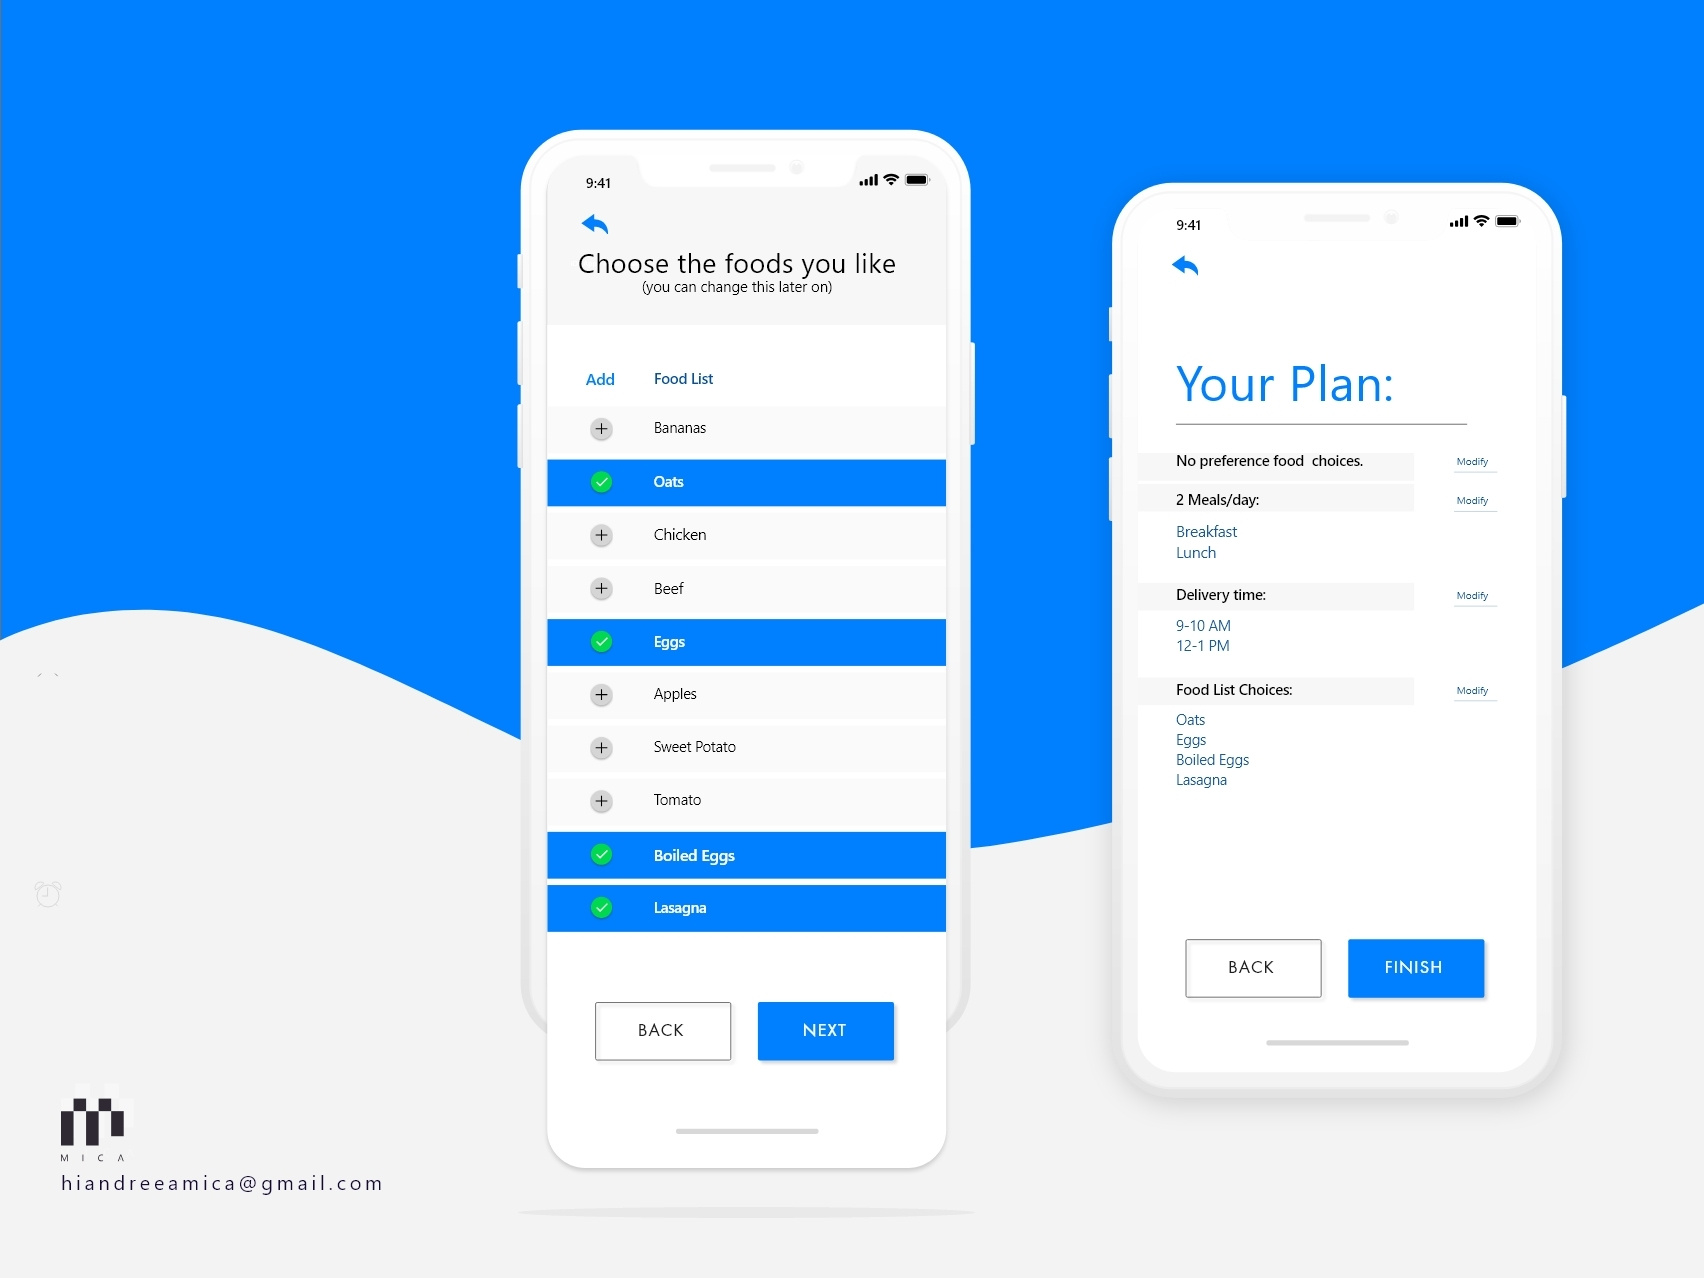 9:41
Choose the foods you like
(you can change this later on)
Add Food List
Bananas
Oats
Chicken
Beef
Eggs
Apples
Sweet Potato
Tomato
Boiled Eggs
Lasagna
BACK NEXT
9:41
Your Plan:
No preference food choices. Modify
2 Meals/day: Modify
Breakfast
Lunch
Delivery time: Modify
9-10 AM
12-1 PM
Food List Choices: Modify
Oats
Eggs
Boiled Eggs
Lasagna
BACK FINISH
MICA
hiandreeamica@gmail.com